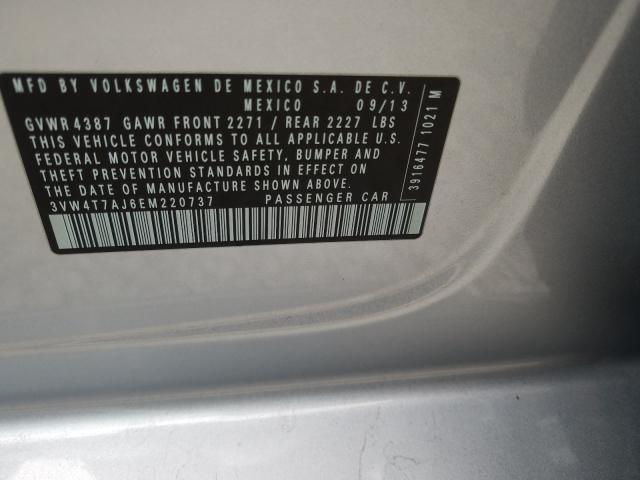 MFD BY VOLKSWAGEN DE MEXICO S.A. DE C.V.
MEXICO 09/13
GVWR 4387 GAWR FRONT 2271 / REAR 2227 LBS
THIS VEHICLE CONFORMS TO ALL APPLICABLE U.S.
FEDERAL MOTOR VEHICLE SAFETY, BUMPER AND
THEFT PREVENTION STANDARDS IN EFFECT ON
THE DATE OF MANUFACTURE SHOWN ABOVE.
3VW4T7AJ6EM220737 PASSENGER CAR
3916477 1021 M